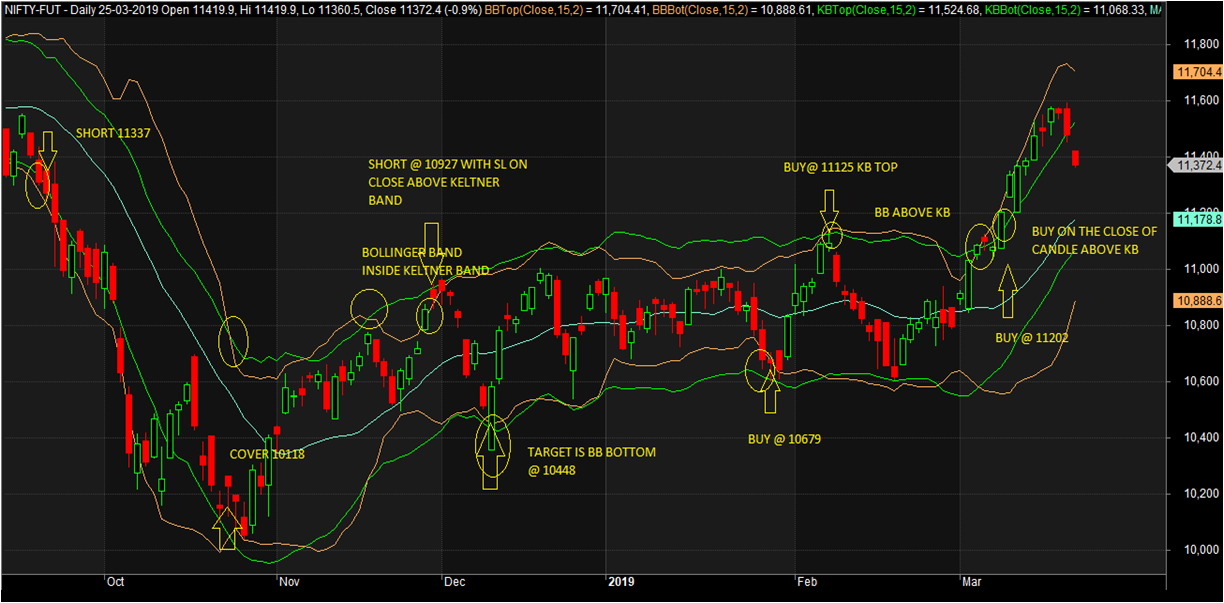 NIFTY-FUT - Daily 25-03-2019 Open 11419.9, Hi 11419.9, Lo 11360.5, Close 11372.4 (-0.9%) BBTop(Close,15,2) = 11,704.41, BBBot(Close,15,2) = 10,888.61, KBTop(Close,15,2) = 11,524.68, KBBot(Close,15,2) = 11,068.33, MA
11,800
11,704.4
11,600
SHORT 11337
11,400
SHORT @ 10927 WITH SL ON
CLOSE ABOVE KELTNER
BAND
BUY@ 11125 KB TOP
11,372.4
BB ABOVE KB
11,200
11,178.8
BUY ON THE CLOSE OF
CANDLE ABOVE KB
BOLLINGER BAND
INSIDE KELTNER BAND
11,000
10,888.6
10,800
BUY @ 11202
10,600
BUY @ 10679
10,400
COVER 10118
TARGET IS BB BOTTOM
@ 10448
10,200
10,000
Oct
Nov
Dec
2019
Feb
Mar